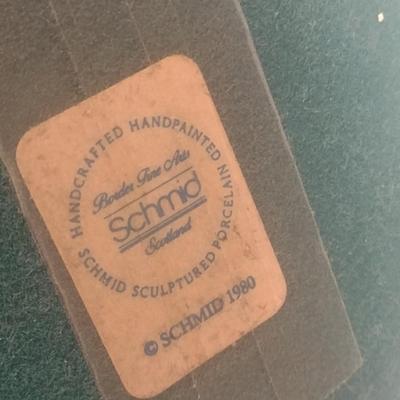 HANDCRAFTED HANDPAINTED
Border Fine Arts
Schmid
Scotland
SCHMID SCULPTURED PORCELAIN
© SCHMID 1980